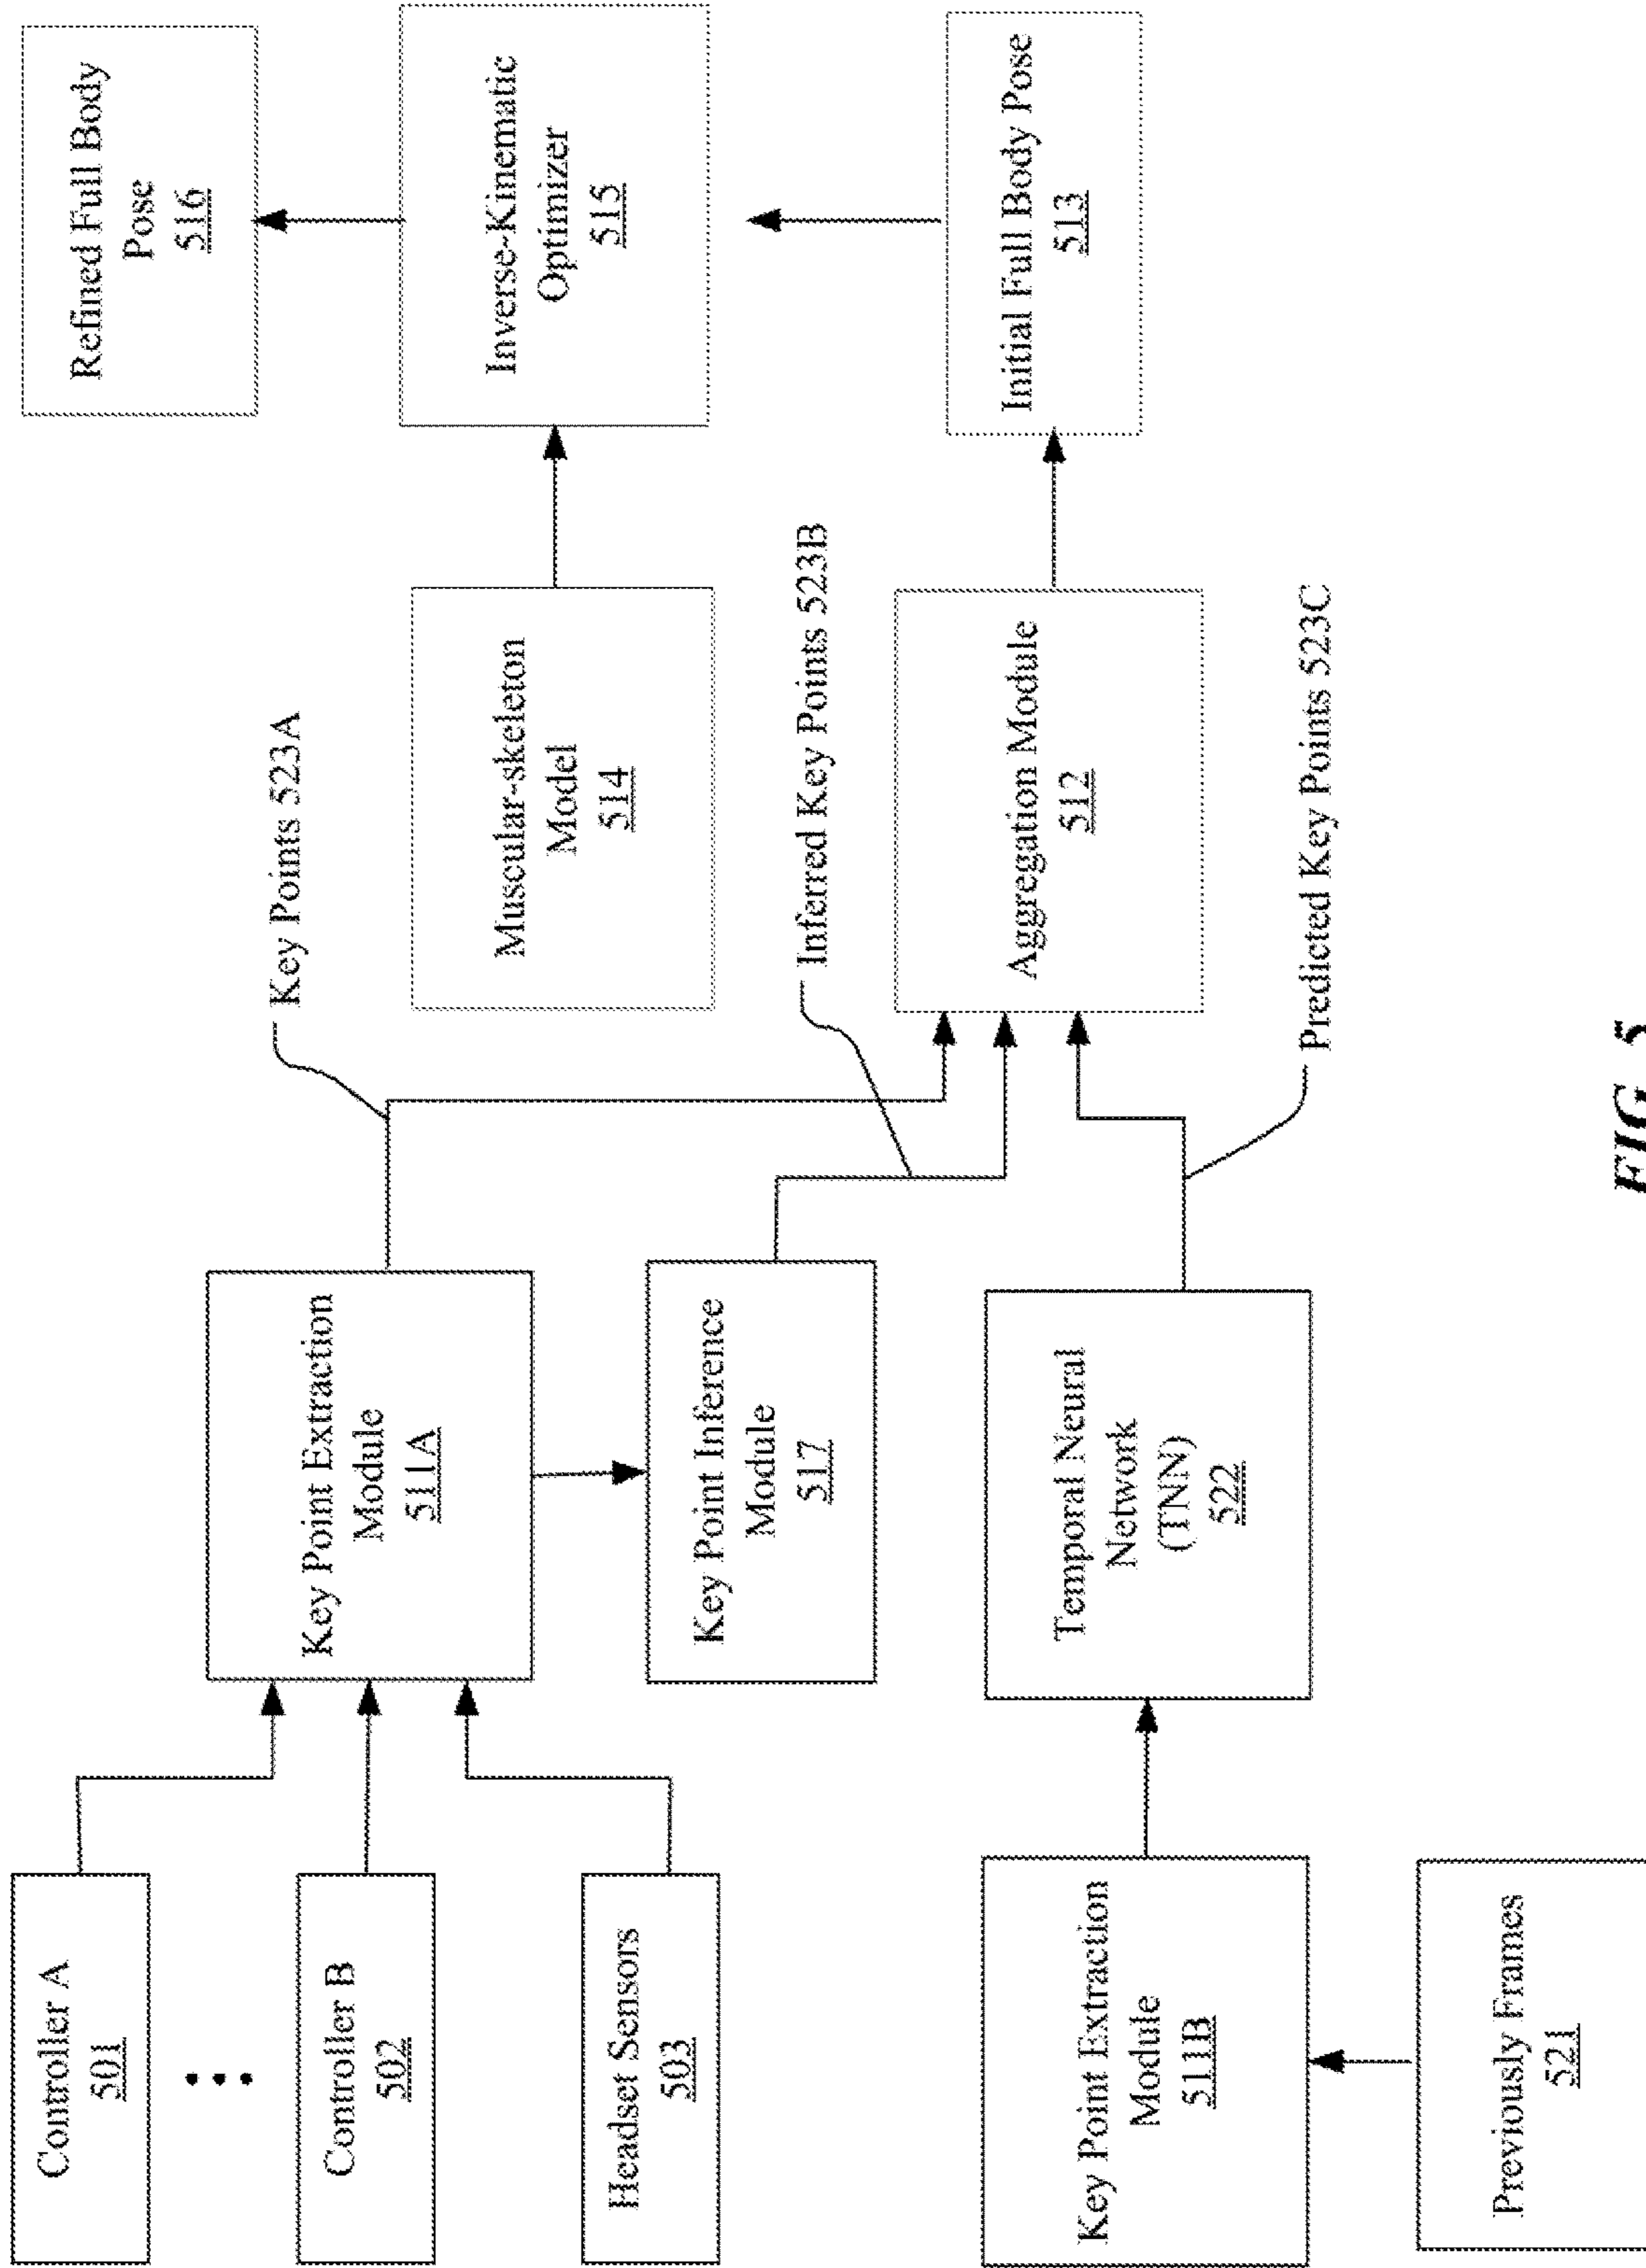 Controller A
501
Controller B
502
Headset Sensors
503
Key Point Extraction
Module
511A
Key Point Inference
Module
517
Key Points 523A
Inferred Key Points 523B
Predicted Key Points 523C
Muscular-skeleton
Model
514
Aggregation Module
512
Refined Full Body
Pose
516
Inverse-Kinematic
Optimizer
515
Initial Full Body Pose
513
Key Point Extraction
Module
511B
Temporal Neural
Network
(TNN)
522
Previously Frames
521
FIG. 5